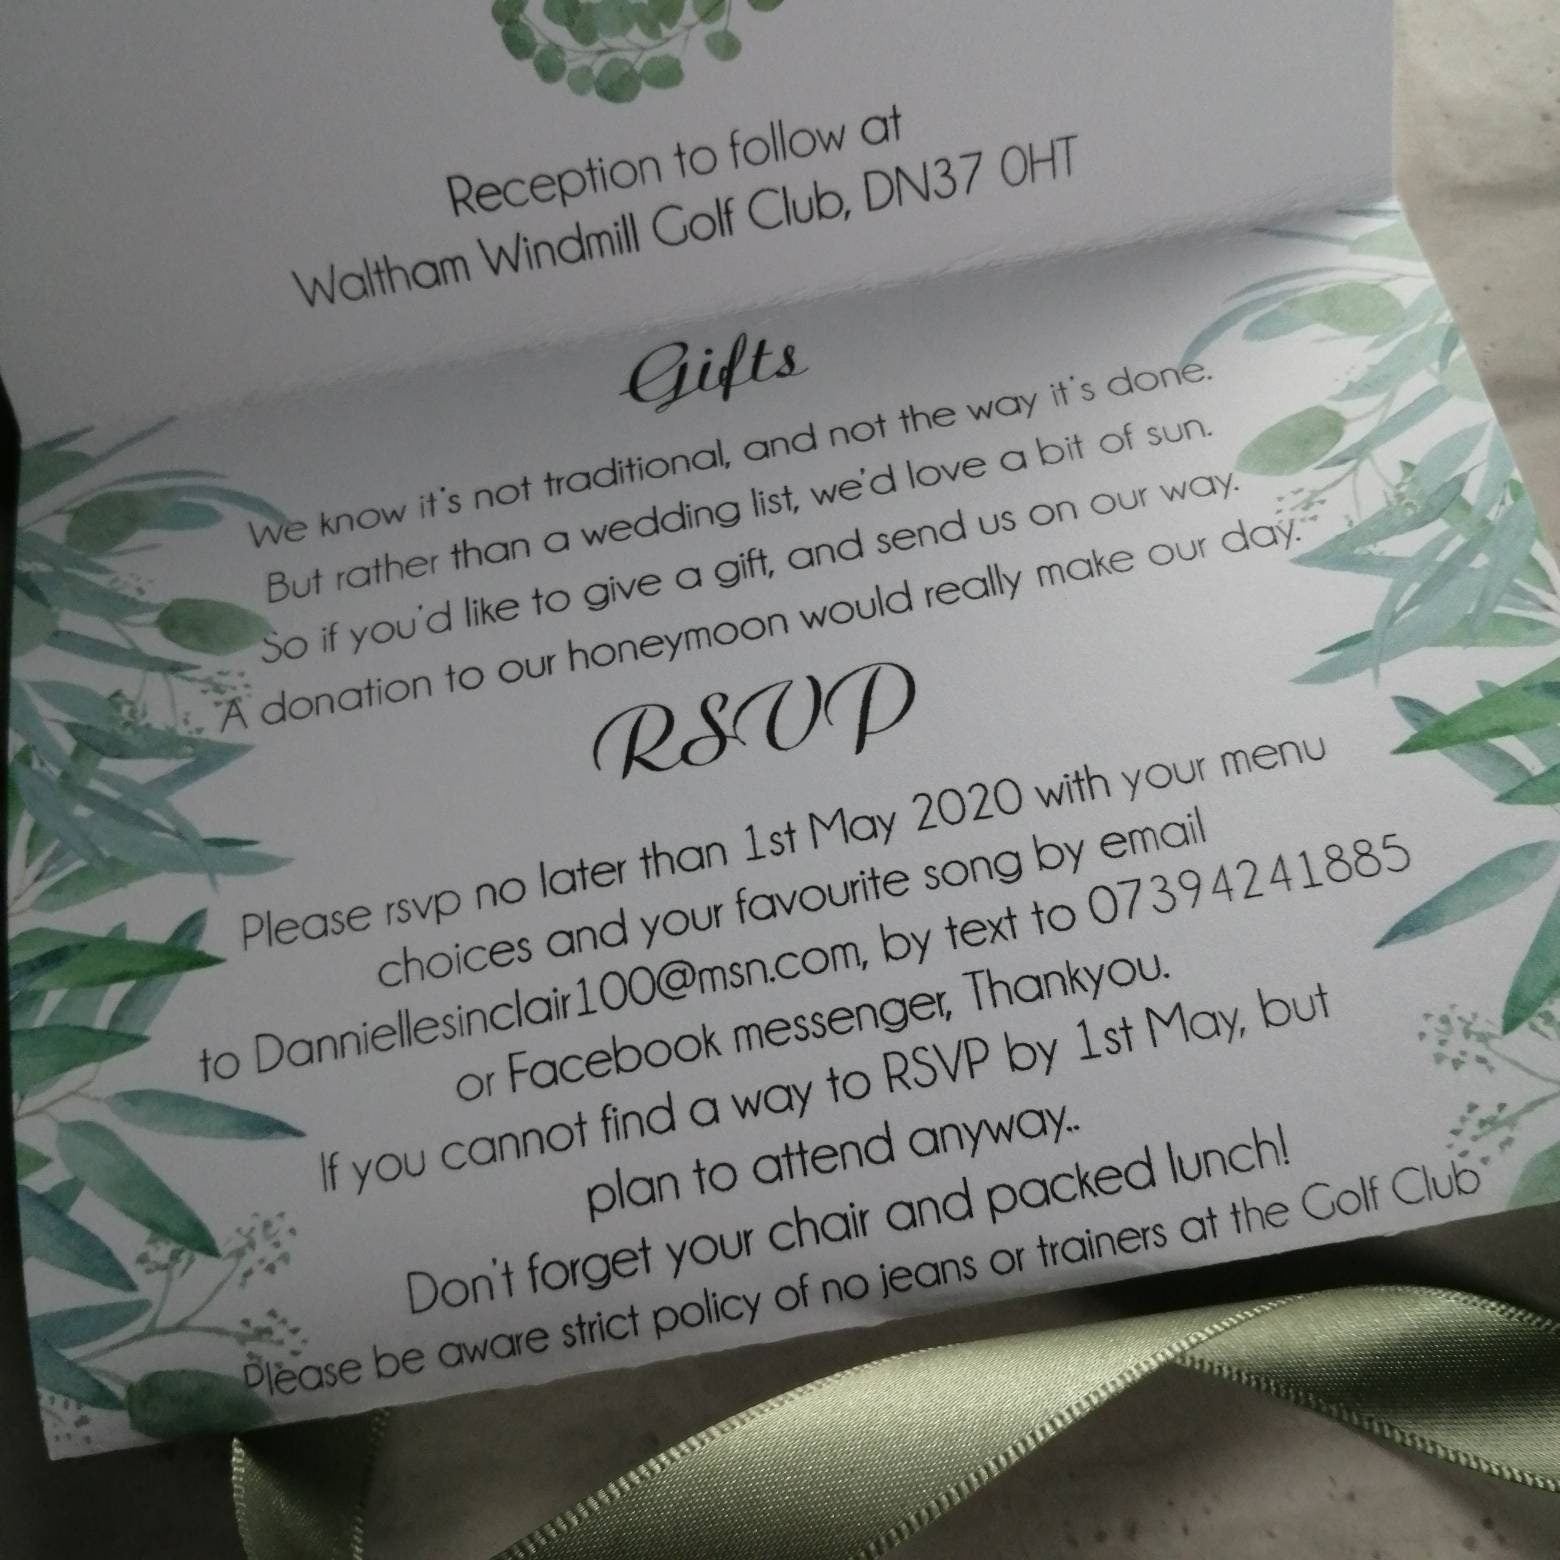 Reception to follow at
Waltham Windmill Golf Club, DN37 0HT
Gifts
We know it's not traditional, and not the way it's done.
But rather than a wedding list, we'd love a bit of sun.
So if you'd like to give a gift, and send us on our way.
A donation to our honeymoon would really make our day.
RSVP
Please rsvp no later than 1st May 2020 with your menu
choices and your favourite song by email
to Danniellesinclair100@msn.com, by text to 07394241885
or Facebook messenger, Thankyou.
If you cannot find a way to RSVP by 1st May, but
plan to attend anyway..
Don't forget your chair and packed lunch!
Please be aware strict policy of no jeans or trainers at the Golf Club